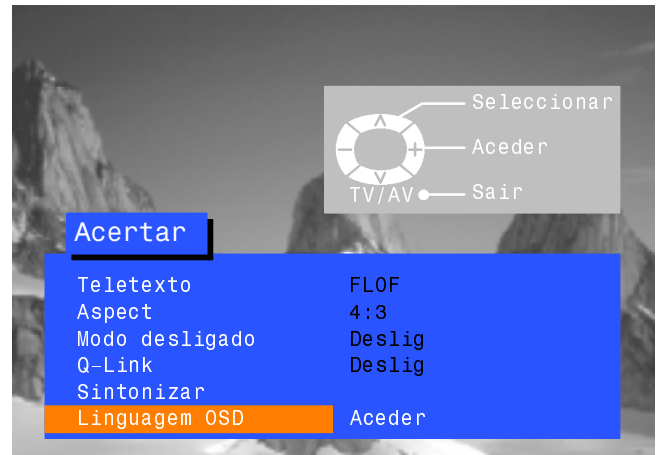 Seleccionar
Aceder
TV/AV Sair
Acertar
Teletexto FLOF
Aspect 4:3
Modo desligado Deslig
Q-Link Deslig
Sintonizar
Linguagem OSD Aceder